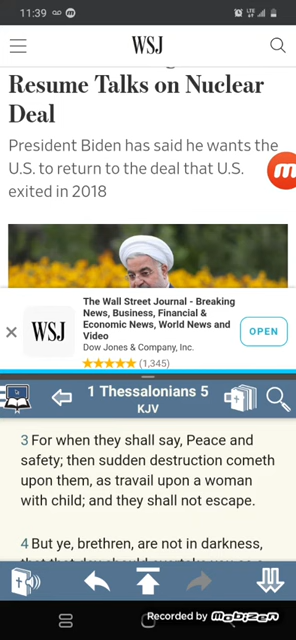 11:39
LTE
WSJ
Resume Talks on Nuclear
Deal
President Biden has said he wants the
U.S. to return to the deal that U.S.
exited in 2018
m
The Wall Street Journal - Breaking
News, Business, Financial &
Economic News, World News and
Video
Dow Jones & Company, Inc.
(1,345)
WSJ
OPEN
1 Thessalonians 5
KJV
3 For when they shall say, Peace and
safety; then sudden destruction cometh
upon them, as travail upon a woman
with child; and they shall not escape.
4 But ye, brethren, are not in darkness,
Recorded by mobizen